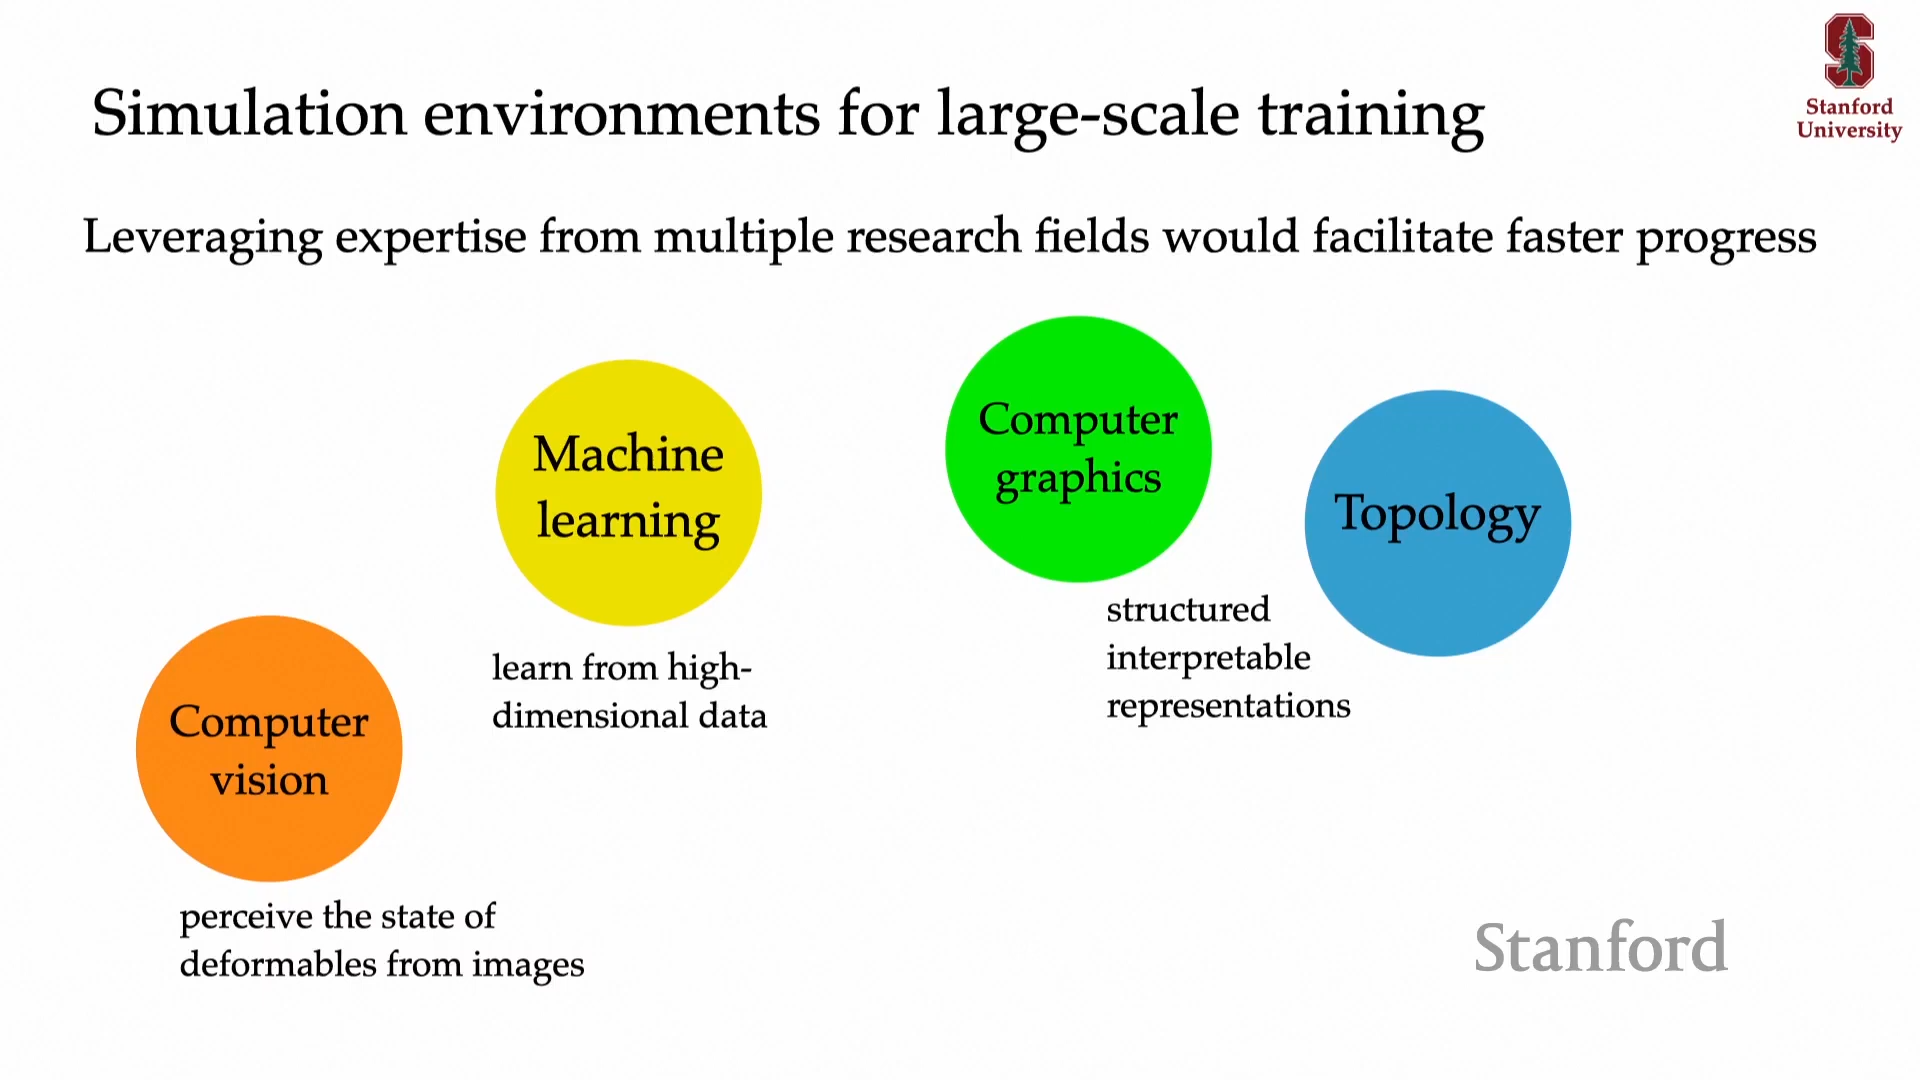 Stanford
University
Simulation environments for large-scale training
Leveraging expertise from multiple research fields would facilitate faster progress
Computer
vision
perceive the state of
deformables from images
Machine
learning
learn from high-
dimensional data
Computer
graphics
Topology
structured
interpretable
representations
Stanford